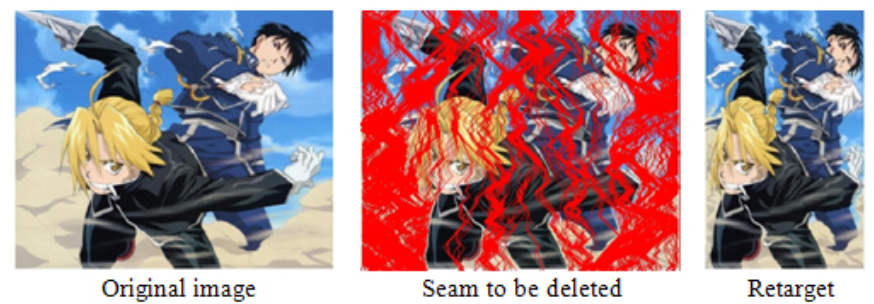 Original image
Seam to be deleted
Retarget